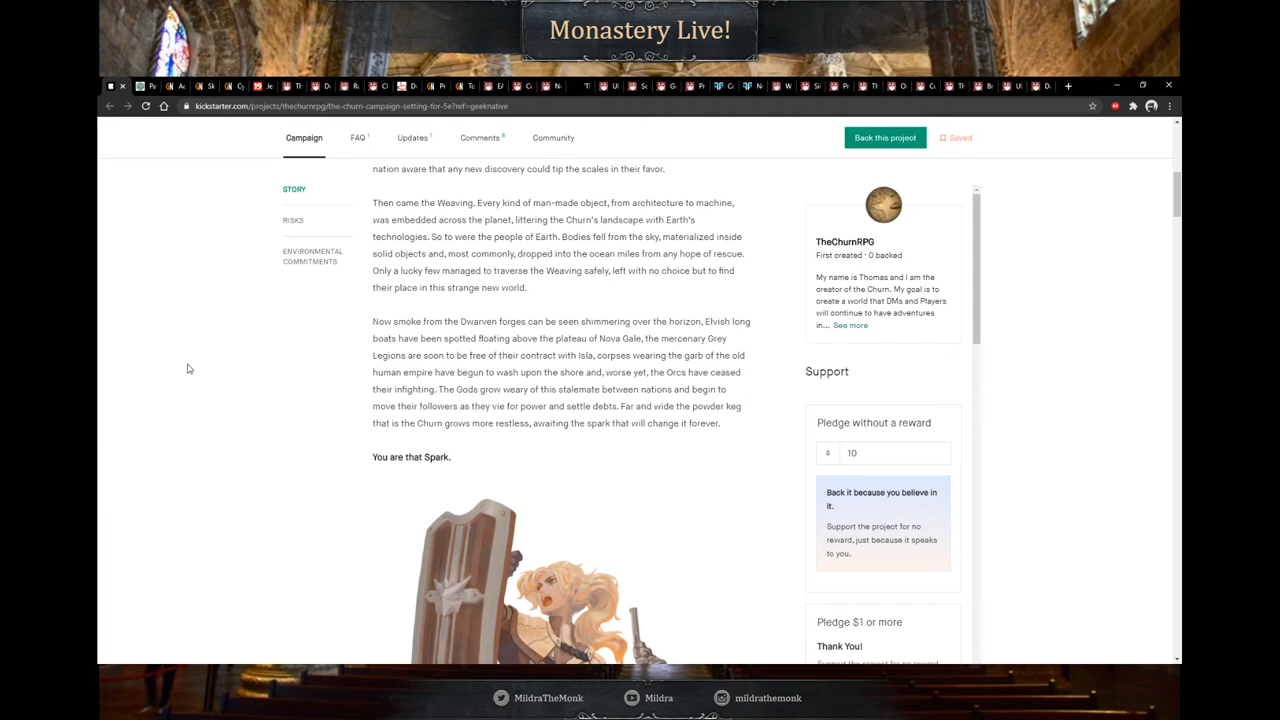 Monastery Live!
kickstarter.com/projects/thechurnrpg/the-churn-campaign-setting-for-5e?ref=geeknative
Campaign FAQ 1 Updates 1 Comments 8 Community
Back this project Saved
STORY
RISKS
ENVIRONMENTAL
COMMITMENTS
nation aware that any new discovery could tip the scales in their favor.
Then came the Weaving. Every kind of man-made object, from architecture to machine,
was embedded across the planet, littering the Churn's landscape with Earth's
technologies. So to were the people of Earth. Bodies fell from the sky, materialized inside
solid objects and, most commonly, dropped into the ocean miles from any hope of rescue.
Only a lucky few managed to traverse the Weaving safely, left with no choice but to find
their place in this strange new world.
Now smoke from the Dwarven forges can be seen shimmering over the horizon, Elvish long
boats have been spotted floating above the plateau of Nova Gale, the mercenary Grey
Legions are soon to be free of their contract with Isla, corpses wearing the garb of the old
human empire have begun to wash upon the shore and, worse yet, the Orcs have ceased
their infighting. The Gods grow weary of this stalemate between nations and begin to
move their followers as they vie for power and settle debts. Far and wide the powder keg
that is the Churn grows more restless, awaiting the spark that will change it forever.
You are that Spark.
TheChurnRPG
First created · 0 backed
My name is Thomas and I am the
creator of the Churn. My goal is to
create a world that DMs and Players
will continue to have adventures
in... See more
Support
Pledge without a reward
$ 10
Back it because you believe in
it.
Support the project for no
reward, just because it speaks
to you.
Pledge $1 or more
Thank You!
Support the project for no reward
MildraTheMonk Mildra mildrathemonk